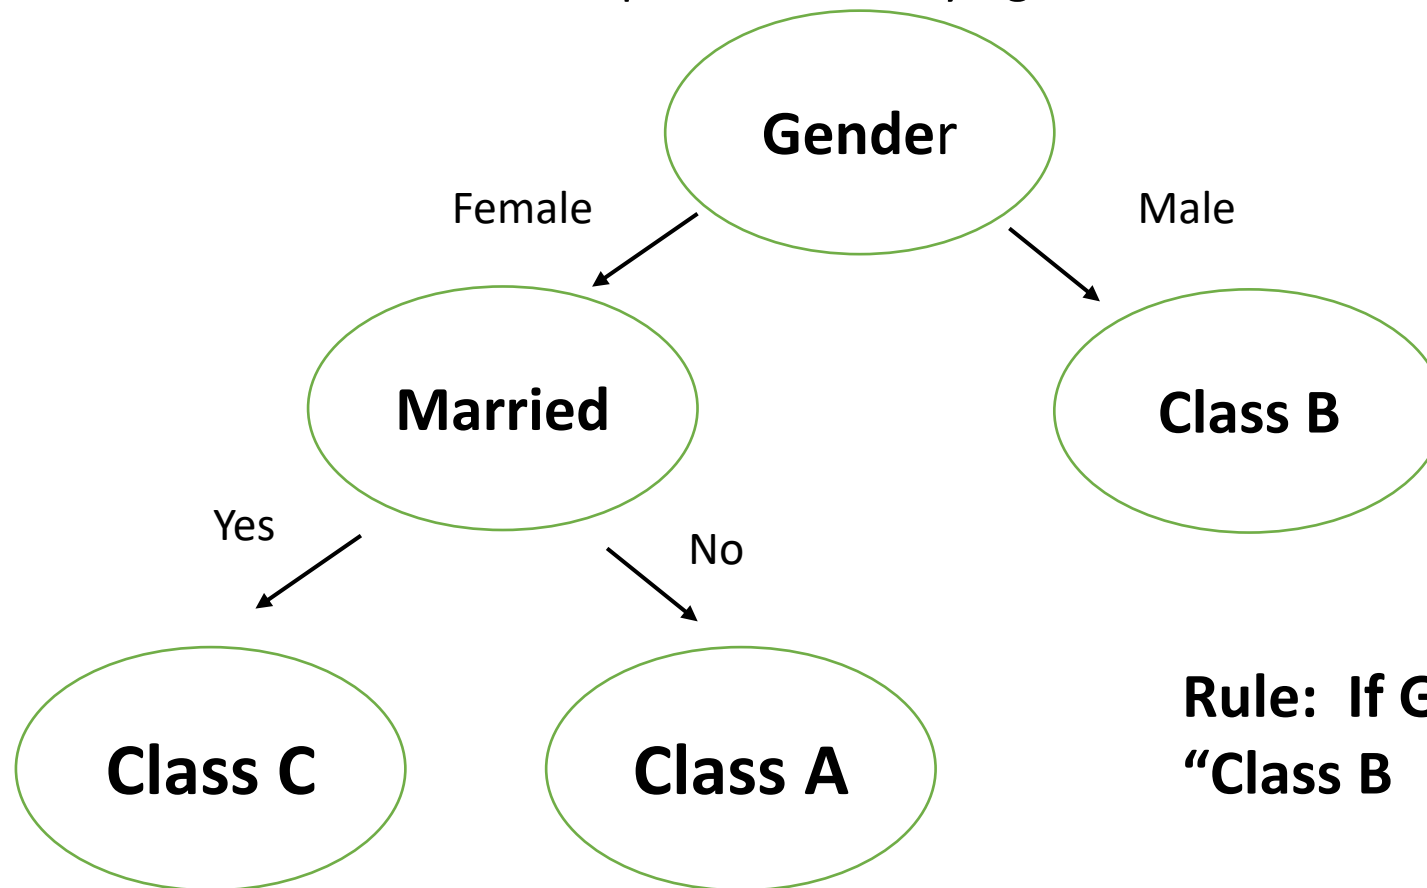 Gender
Female
Male
Married
Class B
Yes
No
Class C
Class A
Rule: If G
“Class B